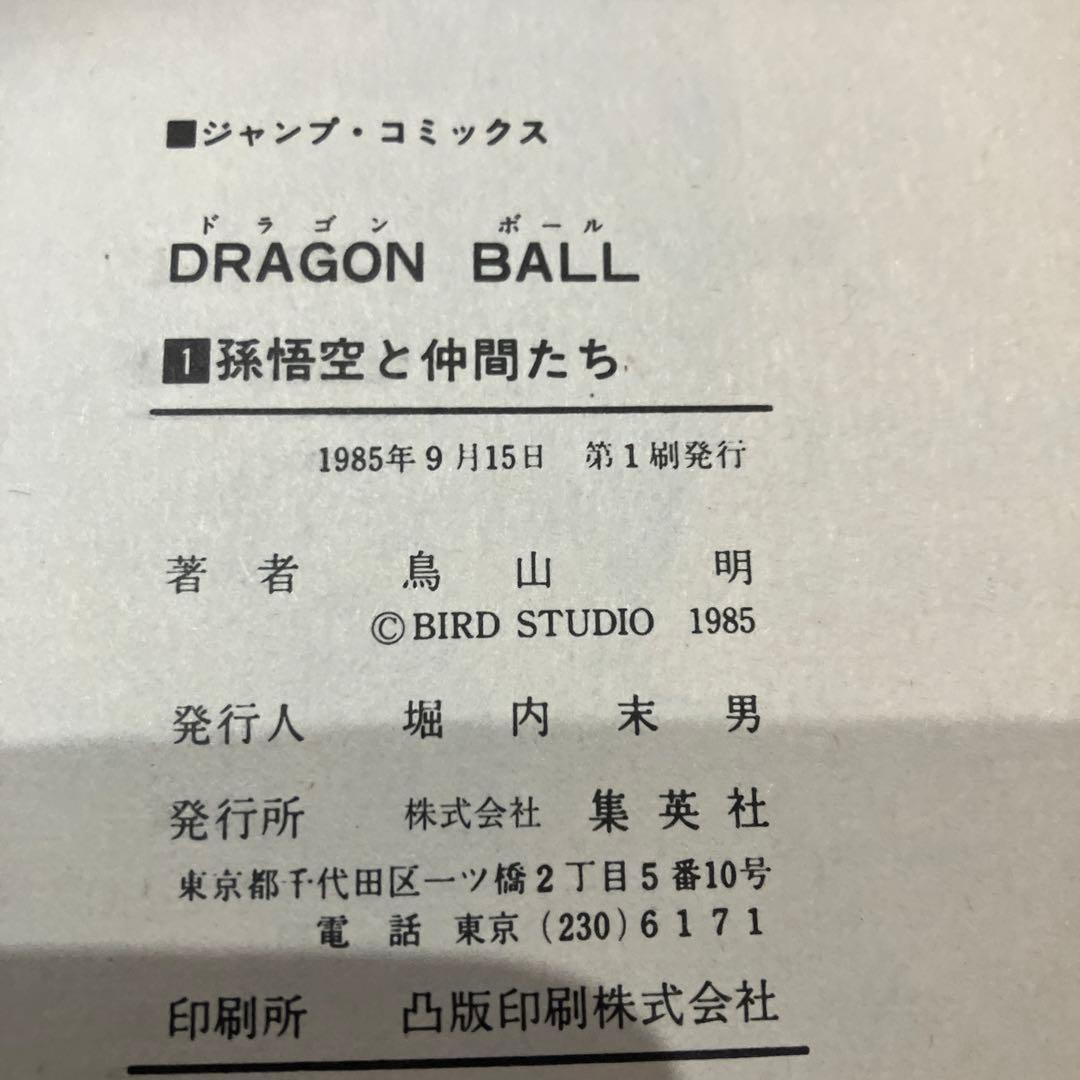 ■ジャンプ・コミックス
ドラゴン ボール
DRAGON BALL
1孫悟空と仲間たち
1985年9月15日 第1刷発行
著者 鳥山 明
©BIRD STUDIO 1985
発行人 堀内末男
発行所 株式会社 集英社
東京都千代田区一ツ橋2丁目5番10号
電話 東京(230)6171
印刷所 凸版印刷株式会社